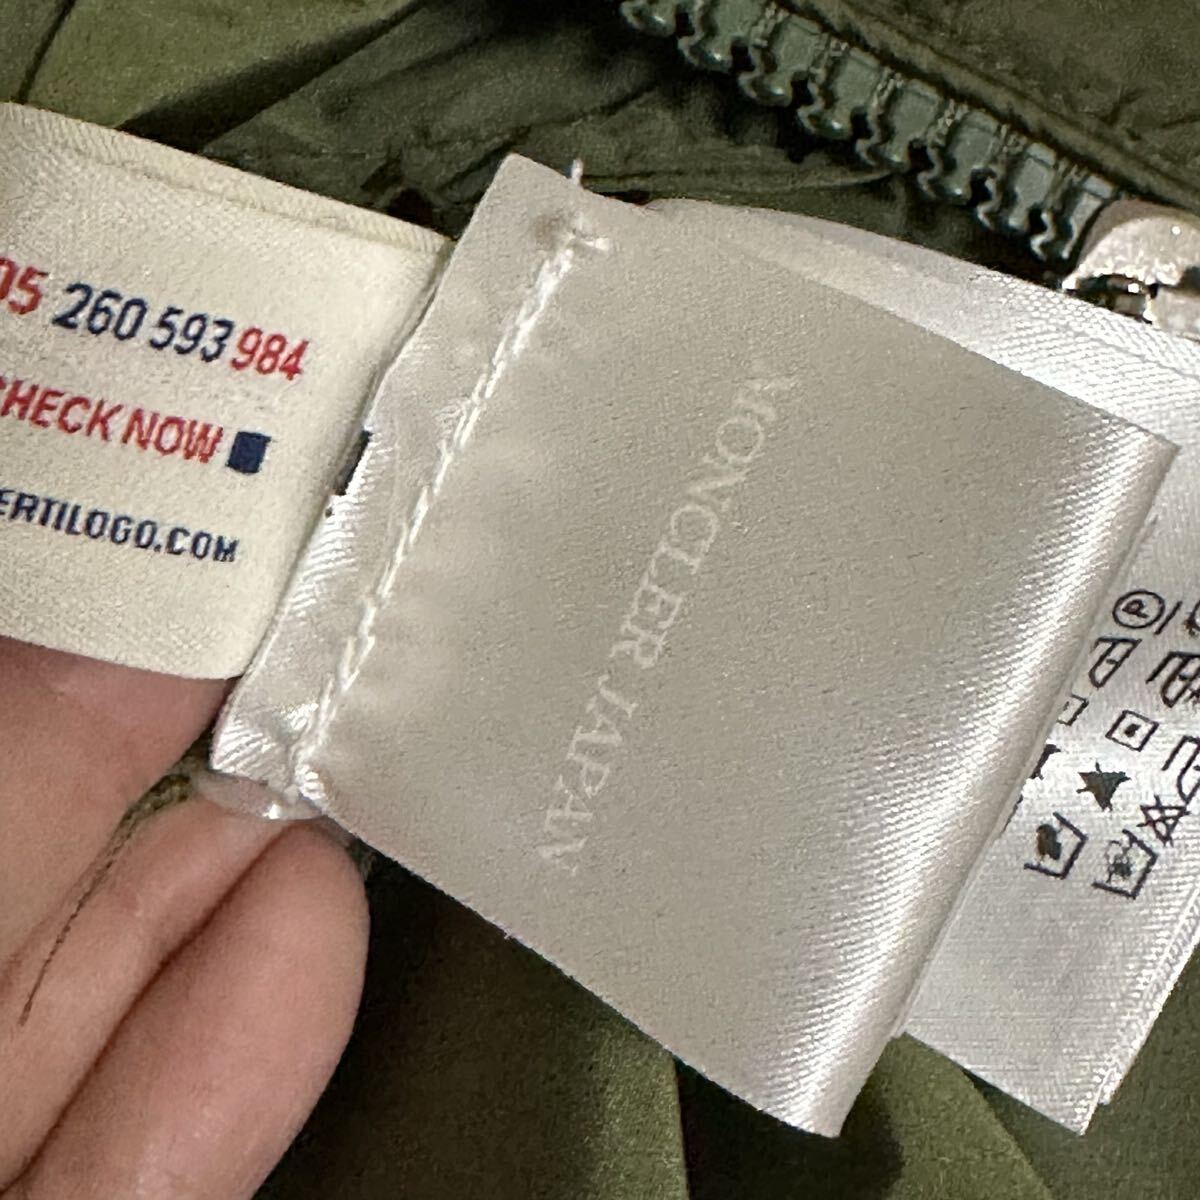 05 260 593 984
CHECK NOW
ERTILOGO.COM
MONCLER JAPAN
P